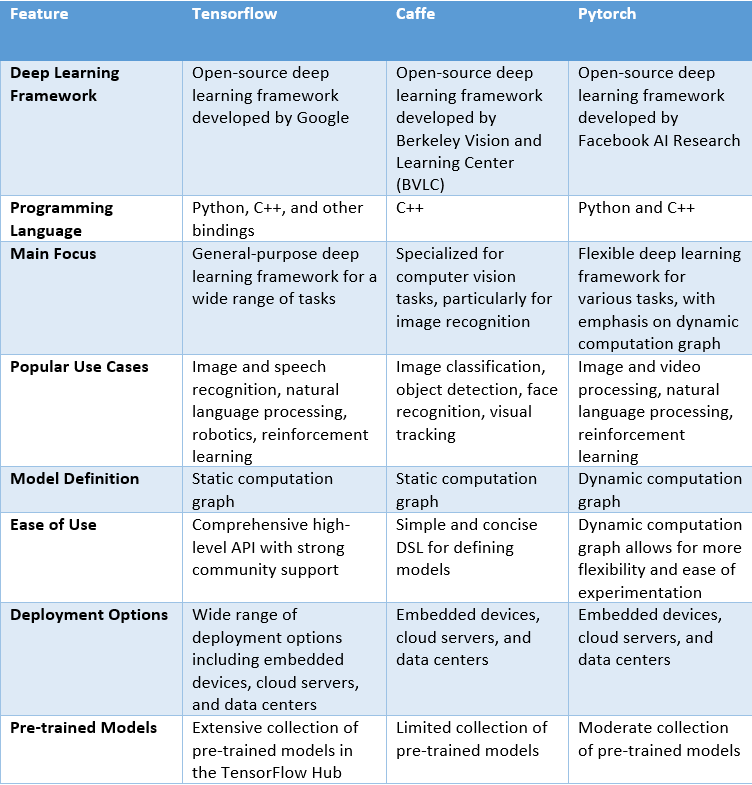 Feature
Tensorflow
Caffe
Pytorch
Deep Learning
Framework
Open-source deep
learning framework
developed by Google
Open-source deep
learning framework
developed by
Berkeley Vision and
Learning Center
(BVLC)
Open-source deep
learning framework
developed by
Facebook AI Research
Programming
Language
Python, C++, and other
bindings
C++
Python and C++
Main Focus
General-purpose deep
learning framework for a
wide range of tasks
Specialized for
computer vision
tasks, particularly for
image recognition
Flexible deep learning
framework for
various tasks, with
emphasis on dynamic
computation graph
Popular Use Cases
Image and speech
recognition, natural
language processing,
robotics, reinforcement
learning
Image classification,
object detection, face
recognition, visual
tracking
Image and video
processing, natural
language processing,
reinforcement
learning
Model Definition
Static computation
graph
Static computation
graph
Dynamic computation
graph
Ease of Use
Comprehensive high-
level API with strong
community support
Simple and concise
DSL for defining
models
Dynamic computation
graph allows for more
flexibility and ease of
experimentation
Deployment Options
Wide range of
deployment options
including embedded
devices, cloud servers,
and data centers
Embedded devices,
cloud servers, and
data centers
Embedded devices,
cloud servers, and
data centers
Pre-trained Models
Extensive collection of
pre-trained models in
the TensorFlow Hub
Limited collection of
pre-trained models
Moderate collection
of pre-trained models